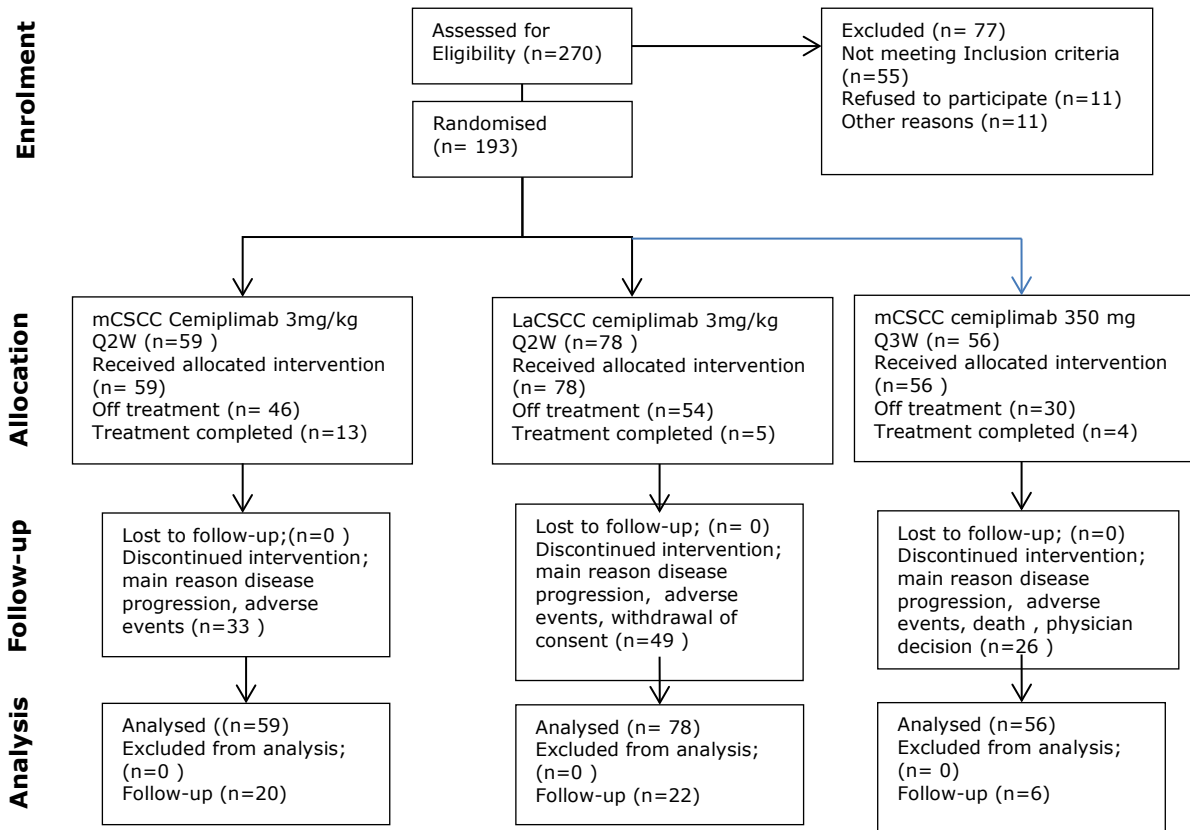 Enrolment
Assessed for
Eligibility (n=270)
Excluded (n= 77)
Not meeting Inclusion criteria
(n=55)
Refused to participate (n=11)
Other reasons (n=11)
Randomised
(n= 193)
Allocation
mCSCC Cemiplimab 3mg/kg
Q2W (n=59 )
Received allocated intervention
(n= 59)
Off treatment (n= 46)
Treatment completed (n=13)
LaCSCC cemiplimab 3mg/kg
Q2W (n=78 )
Received allocated intervention
(n= 78)
Off treatment (n=54)
Treatment completed (n=5)
mCSCC cemiplimab 350 mg
Q3W (n= 56)
Received allocated intervention
(n=56 )
Off treatment (n=30)
Treatment completed (n=4)
Follow-up
Lost to follow-up;(n=0 )
Discontinued intervention;
main reason disease
progression, adverse
events (n=33 )
Lost to follow-up; (n= 0)
Discontinued intervention;
main reason disease
progression,  adverse
events, withdrawal of
consent (n=49 )
Lost to follow-up; (n=0)
Discontinued intervention;
main reason disease
progression,  adverse
events, death , physician
decision (n=26 )
Analysis
Analysed ((n=59)
Excluded from analysis;
(n=0 )
Follow-up (n=20)
Analysed (n= 78)
Excluded from analysis;
(n=0 )
Follow-up (n=22)
Analysed (n=56)
Excluded from analysis;
(n= 0)
Follow-up (n=6)